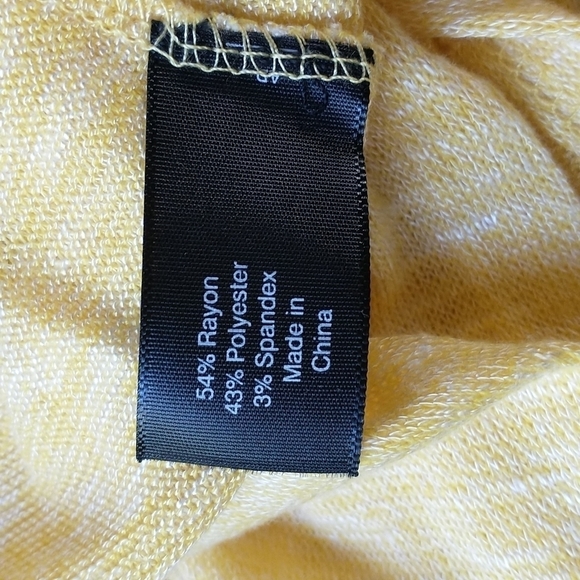 54% Rayon
43% Polyester
3% Spandex
Made in
China